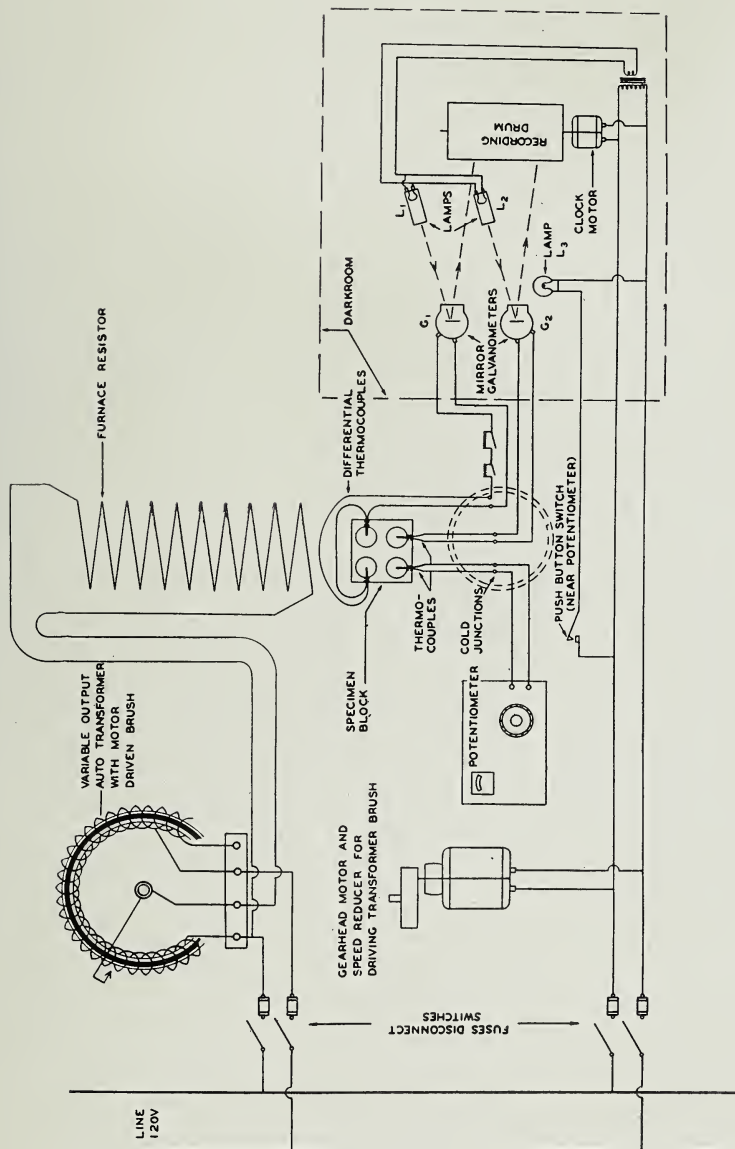 LINE
120V
VARIABLE OUTPUT
AUTO TRANSFORMER
WITH MOTOR
DRIVEN BRUSH
FURNACE RESISTOR
GEARHEAD MOTOR AND
SPEED REDUCER FOR
DRIVING TRANSFORMER BRUSH
FUSES DISCONNECT
SWITCHES
SPECIMEN
BLOCK
POTENTIOMETER
THERMO-
COUPLES
COLD
JUNCTIONS
PUSH BUTTON SWITCH
(NEAR POTENTIOMETER)
DIFFERENTIAL
THERMOCOUPLES
DARKROOM
G1
G2
MIRROR
GALVANOMETERS
L1
LAMPS
L2
LAMP
L3
CLOCK
MOTOR
RECORDING
DRUM